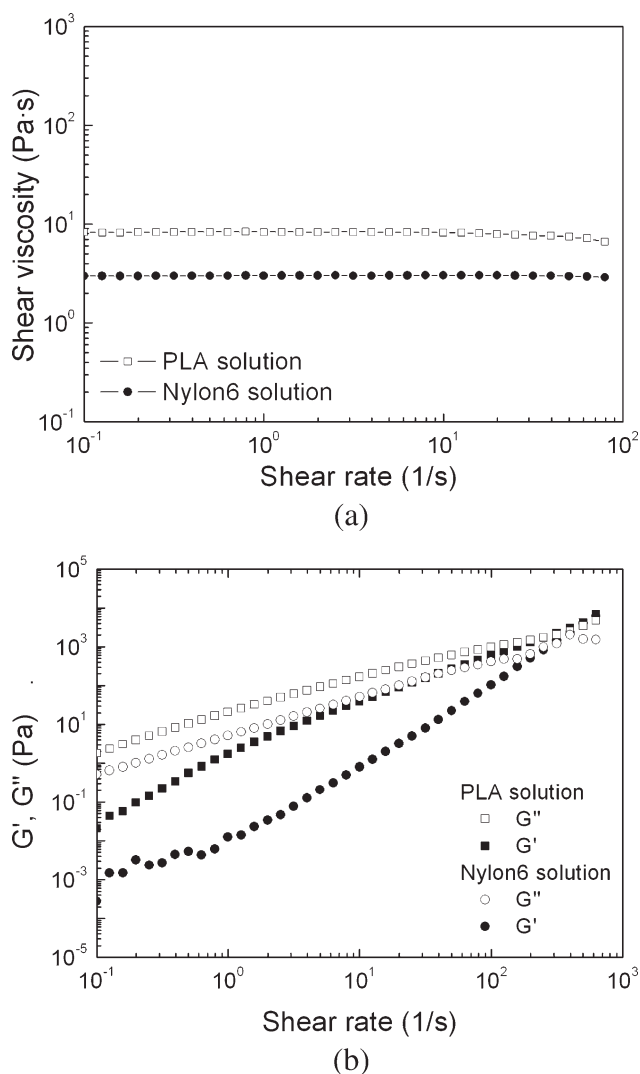 10³
10²
10¹
10⁰
10⁻¹
Shear viscosity (Pa·s)
PLA solution
Nylon6 solution
10⁻¹ 10⁰ 10¹ 10²
Shear rate (1/s)
(a)
10⁵
10³
10¹
10⁻¹
10⁻³
10⁻⁵
G', G" (Pa)
PLA solution
G"
G'
Nylon6 solution
G"
G'
10⁻¹ 10⁰ 10¹ 10² 10³
Shear rate (1/s)
(b)